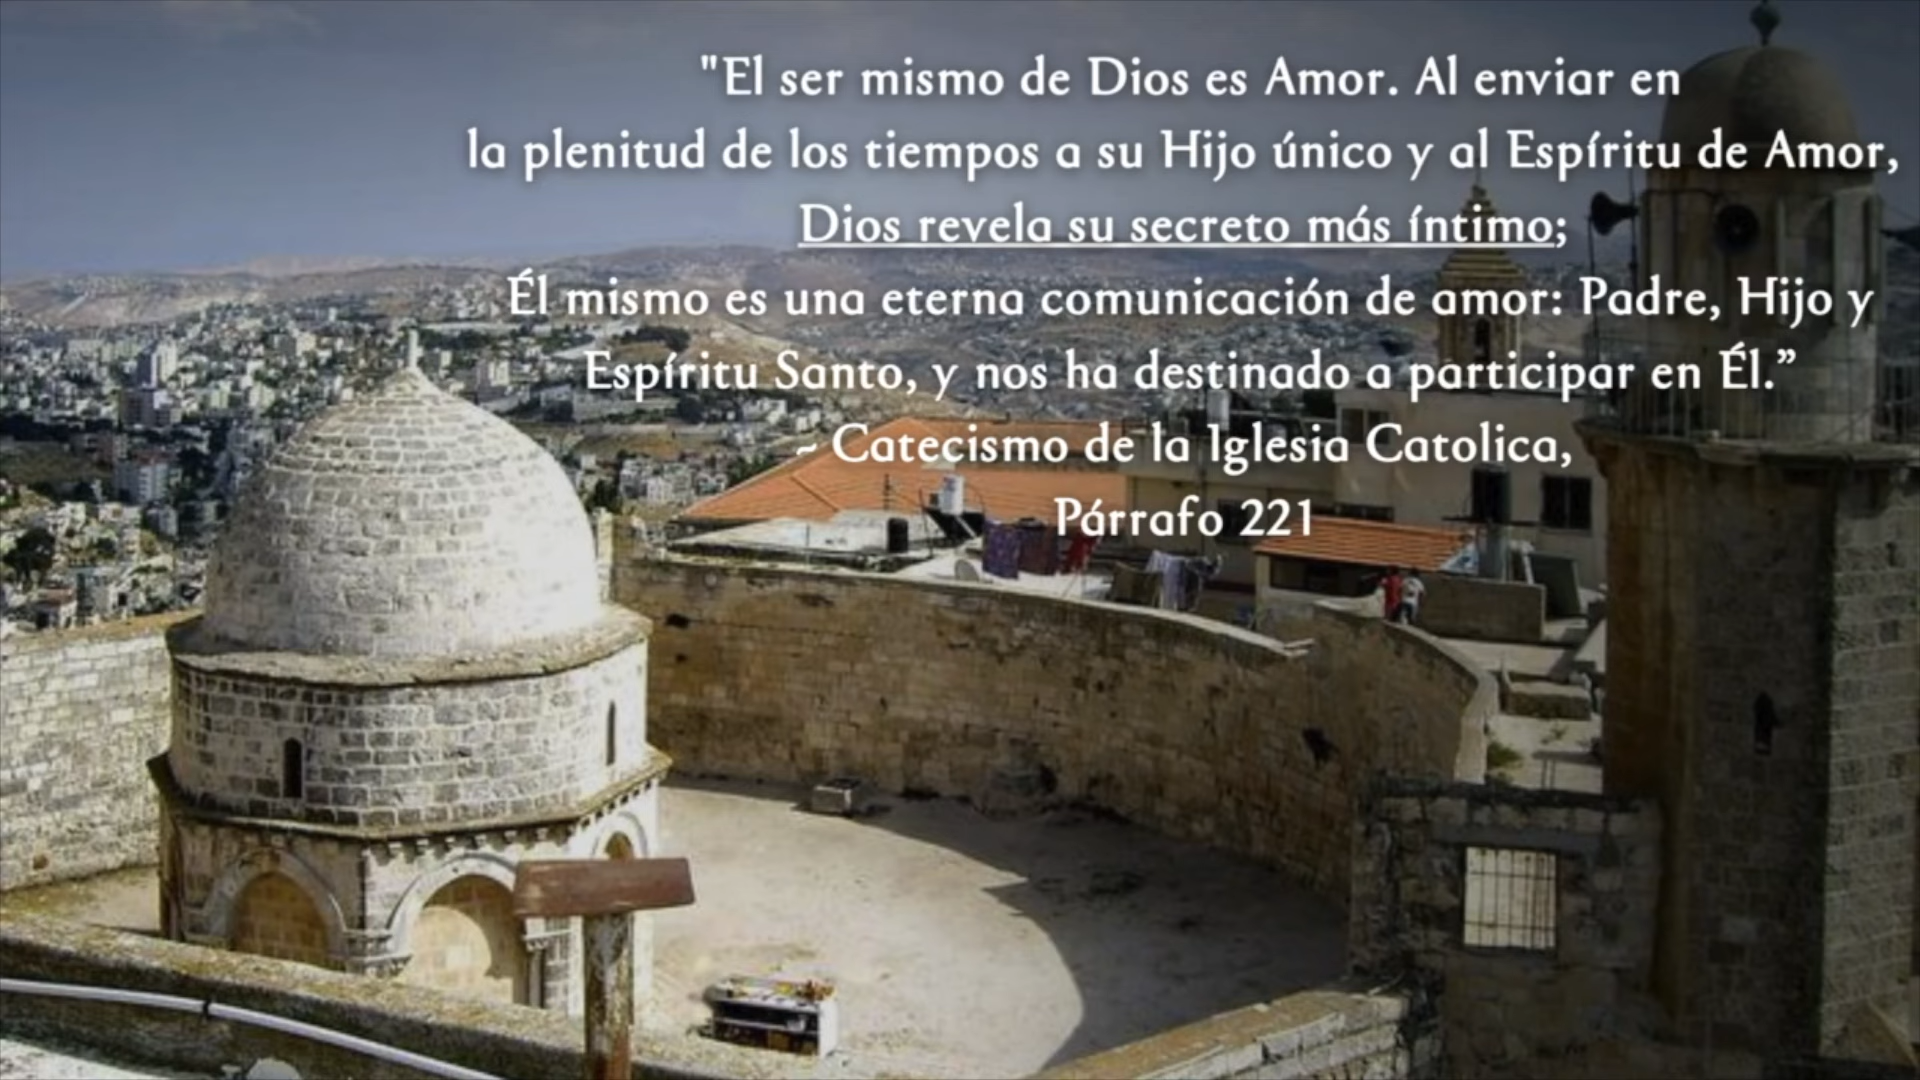 "El ser mismo de Dios es Amor. Al enviar en
la plenitud de los tiempos a su Hijo único y al Espíritu de Amor,
Dios revela su secreto más íntimo;
Él mismo es una eterna comunicación de amor: Padre, Hijo y
Espíritu Santo, y nos ha destinado a participar en Él.”
~ Catecismo de la Iglesia Catolica,
Párrafo 221